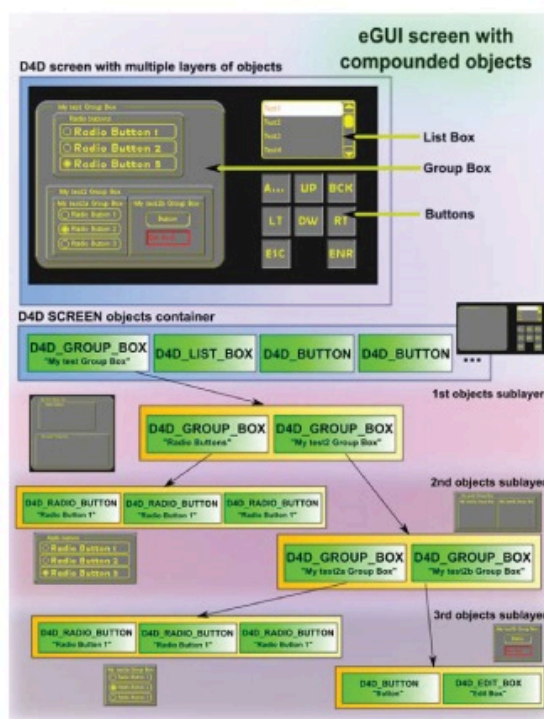 eGUI screen with
compounded objects
D4D screen with multiple layers of objects
My test Group Box
Radio buttons
Radio Button 1
Radio Button 2
Radio Button 3
My test2 Group Box
My test2a Group Box
Radio Button 1
Radio Button 2
Radio Button 3
My test2b Group Box
Button
Test1
Test2
Test3
Test4
List Box
Group Box
Buttons
A... UP BCK
LT DW RT
ESC ENR
D4D SCREEN objects container
D4D_GROUP_BOX
"My test Group Box"
D4D_LIST_BOX
D4D_BUTTON
D4D_BUTTON
...
1st objects sublayer
D4D_GROUP_BOX
"Radio Buttons"
D4D_GROUP_BOX
"My test2 Group Box"
2nd objects sublayer
D4D_RADIO_BUTTON
"Radio Button 1"
D4D_RADIO_BUTTON
"Radio Button 1"
D4D_RADIO_BUTTON
"Radio Button 1"
Radio Button 1
Radio Button 2
Radio Button 3
D4D_GROUP_BOX
"My test2a Group Box"
D4D_GROUP_BOX
"My test2b Group Box"
3rd objects sublayer
D4D_RADIO_BUTTON
"Radio Button 1"
D4D_RADIO_BUTTON
"Radio Button 1"
D4D_RADIO_BUTTON
"Radio Button 1"
D4D_BUTTON
"Button"
D4D_EDIT_BOX
"Edit Box"